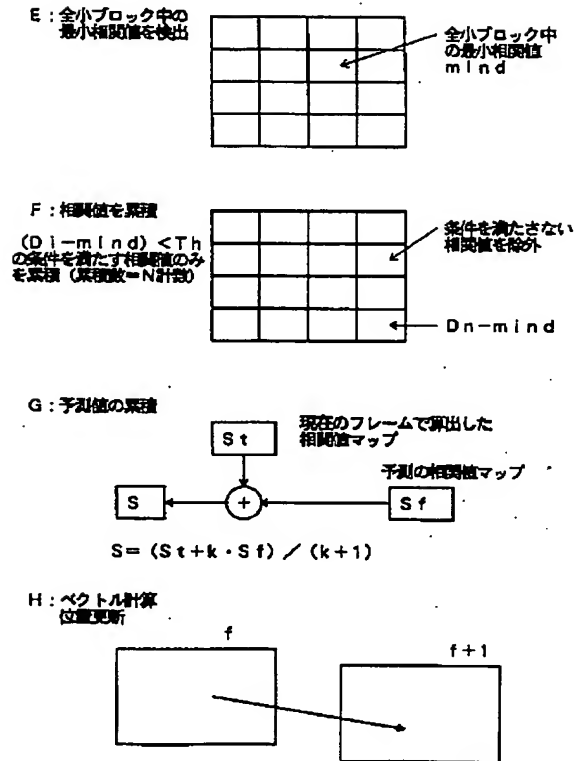 E：全小ブロック中の
最小相関値を検出
全小ブロック中
の最小相関値
ｍｉｎｄ
F：相関値を累積
（Ｄｉ－ｍｉｎｄ）＜Ｔｈ
の条件を満たす相関値のみ
を累積（累積数＝Ｎ計数）
条件を満たさない
相関値を除外
Ｄｎ－ｍｉｎｄ
G：予測値の累積
Ｓｔ
現在のフレームで算出した
相関値マップ
予測の相関値マップ
Ｓ
＋
Ｓｆ
Ｓ＝（Ｓｔ＋ｋ・Ｓｆ）／（ｋ＋１）
H：ベクトル計算
位置更新
ｆ
ｆ＋１